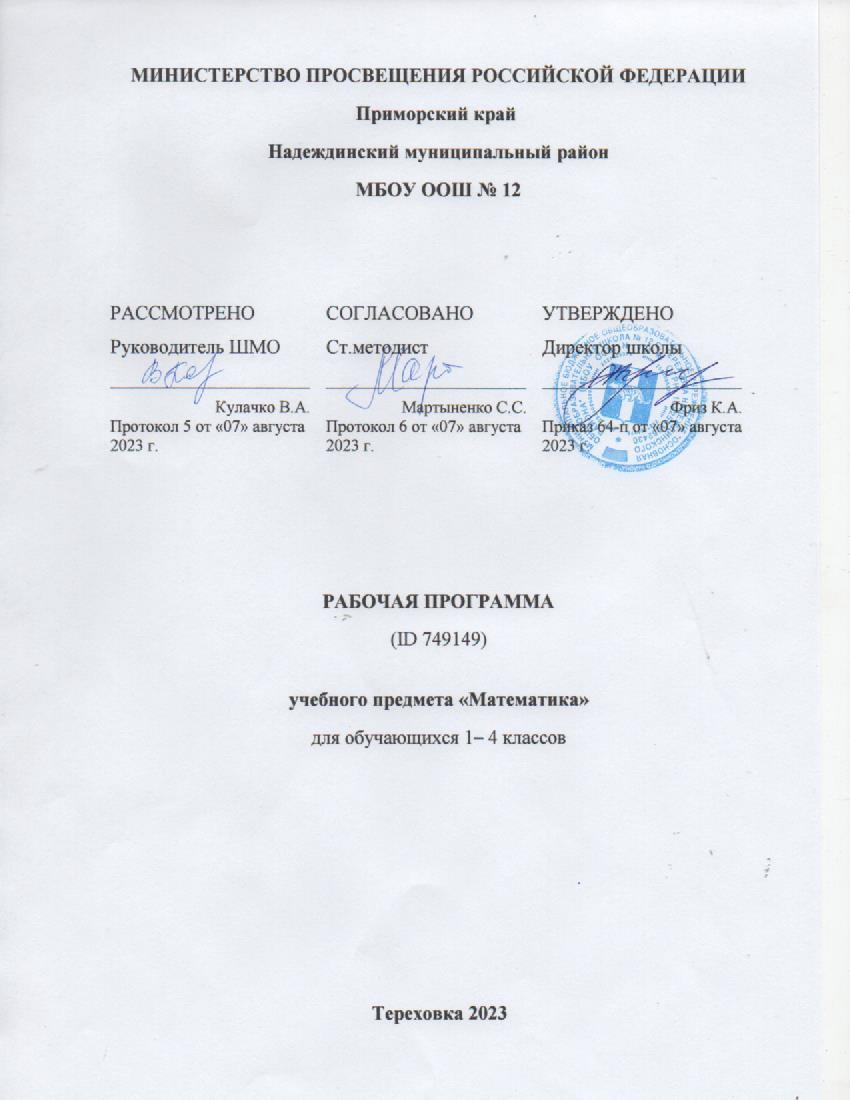 МИНИСТЕРСТВО ПРОСВЕЩЕНИЯ РОССИЙСКОЙ ФЕДЕРАЦИИ
Приморский край
Надеждинский муниципальный район
МБОУ ООШ № 12
РАССМОТРЕНО
Руководитель ШМО
Кулачко В.А.
Протокол 5 от «07» августа
2023 г.
СОГЛАСОВАНО
Ст.методист
Март
Мартыненко С.С.
Протокол 6 от «07» августа
2023 г.
УТВЕРЖДЕНО
Директор школы
Фриз К.А.
Приказ 64-п от «07» августа
2023 г.
РАБОЧАЯ ПРОГРАММА
(ID 749149)
учебного предмета «Математика»
для обучающихся 1– 4 классов
Тереховка 2023